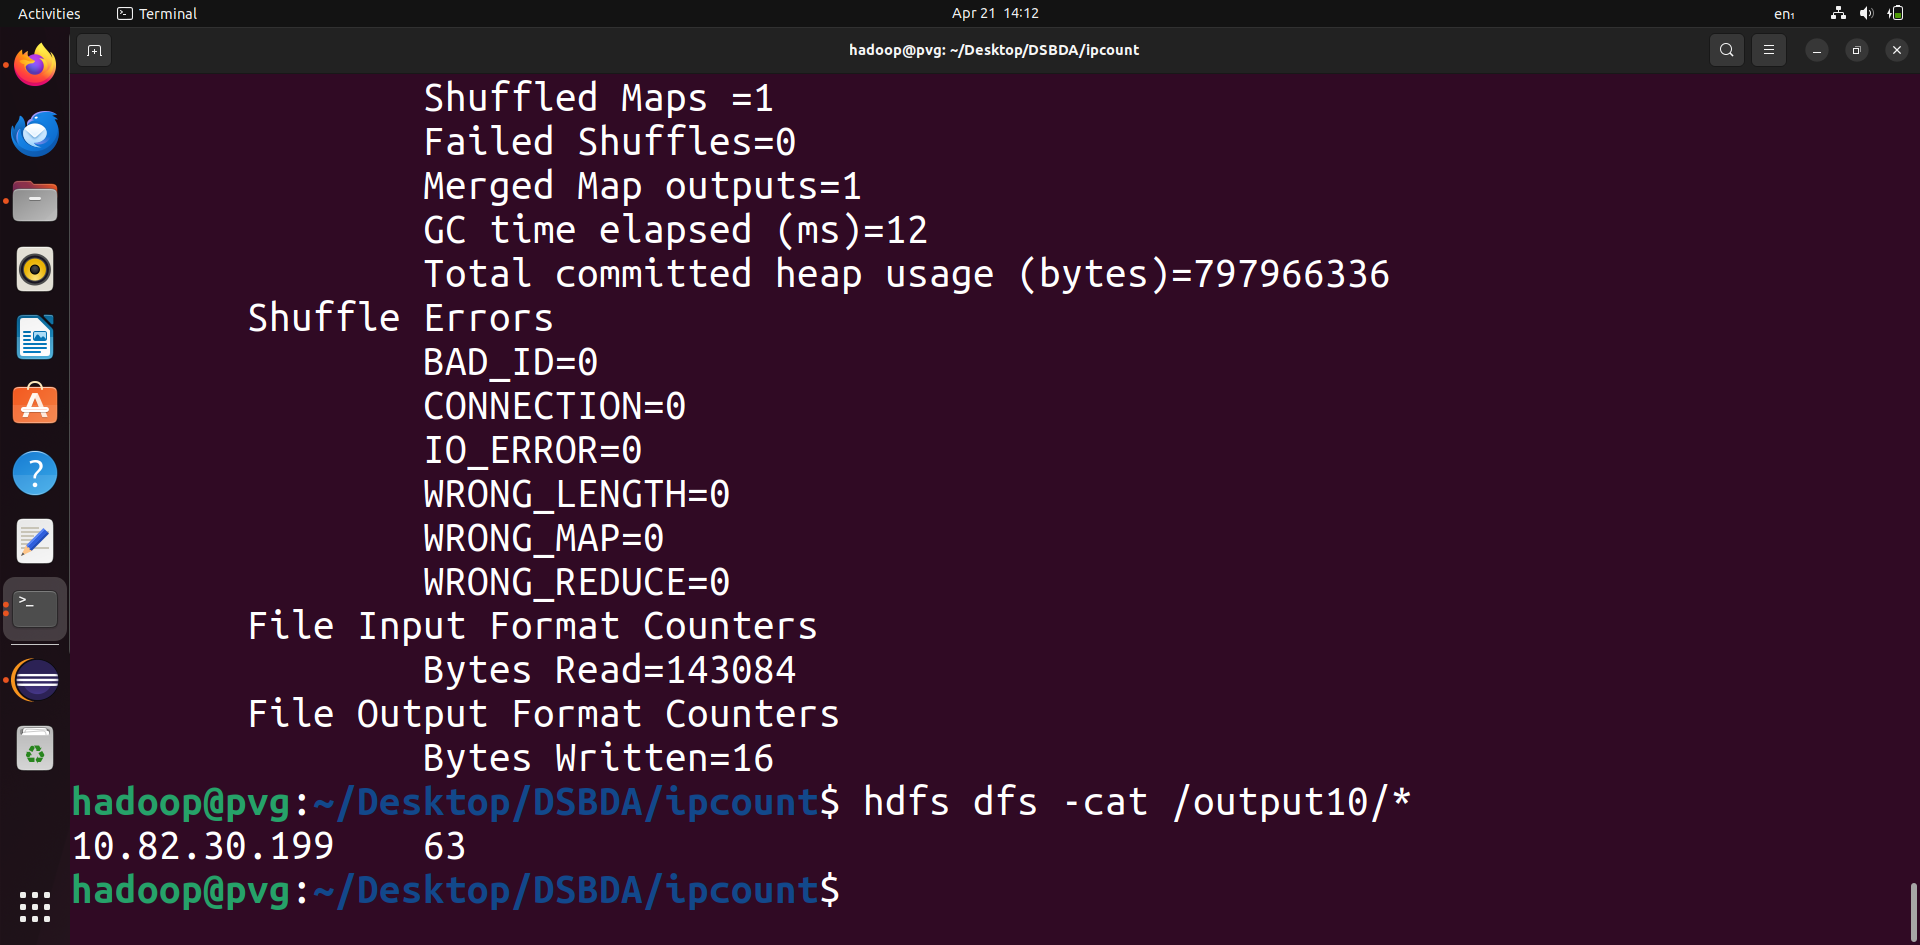 Activities Terminal Apr 21 14:12 en₁
hadoop@pvg: ~/Desktop/DSBDA/ipcount
Shuffled Maps =1
Failed Shuffles=0
Merged Map outputs=1
GC time elapsed (ms)=12
Total committed heap usage (bytes)=797966336
Shuffle Errors
BAD_ID=0
CONNECTION=0
IO_ERROR=0
WRONG_LENGTH=0
WRONG_MAP=0
WRONG_REDUCE=0
File Input Format Counters
Bytes Read=143084
File Output Format Counters
Bytes Written=16
hadoop@pvg:~/Desktop/DSBDA/ipcount$ hdfs dfs -cat /output10/*
10.82.30.199 63
hadoop@pvg:~/Desktop/DSBDA/ipcount$